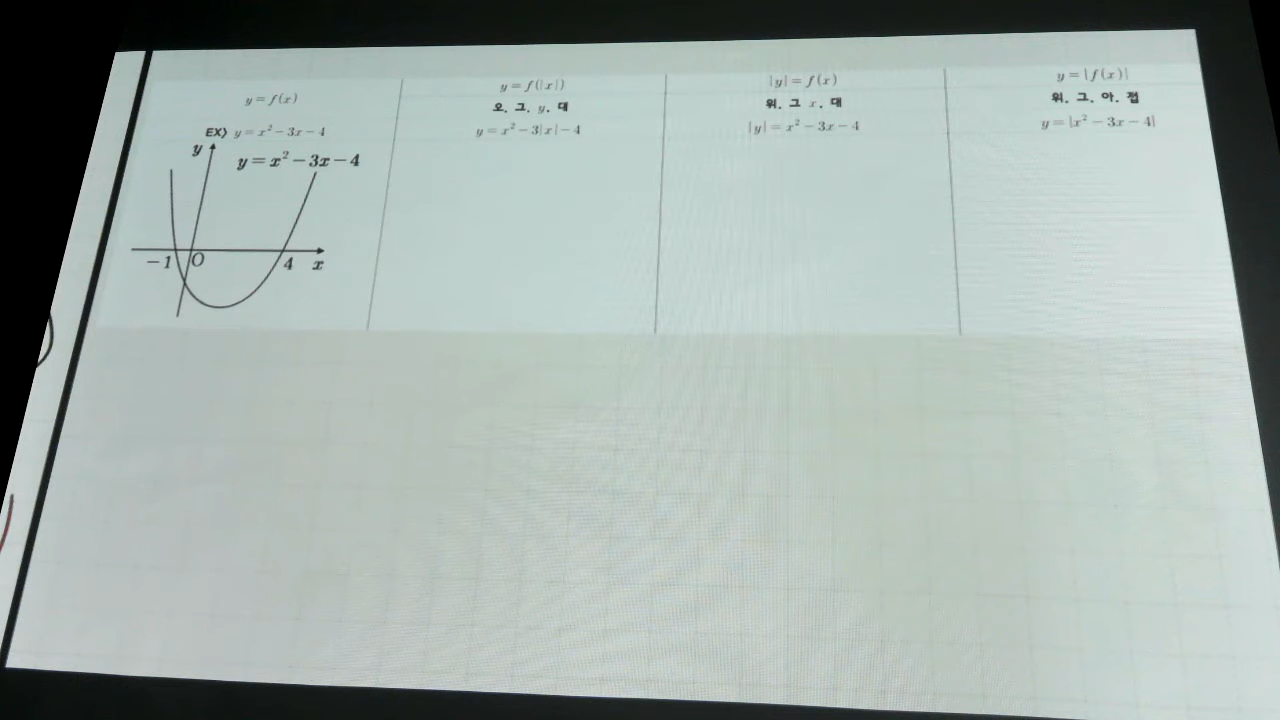 y = f(x)
EX) y = x² − 3x − 4
y
y = x² − 3x − 4
−1
O
4
x
y = f(|x|)
오. 그. y. 대
y = x² − 3|x| − 4
|y| = f(x)
위. 그 x. 대
|y| = x² − 3x − 4
y = |f(x)|
위. 그. 아. 접
y = |x² − 3x − 4|